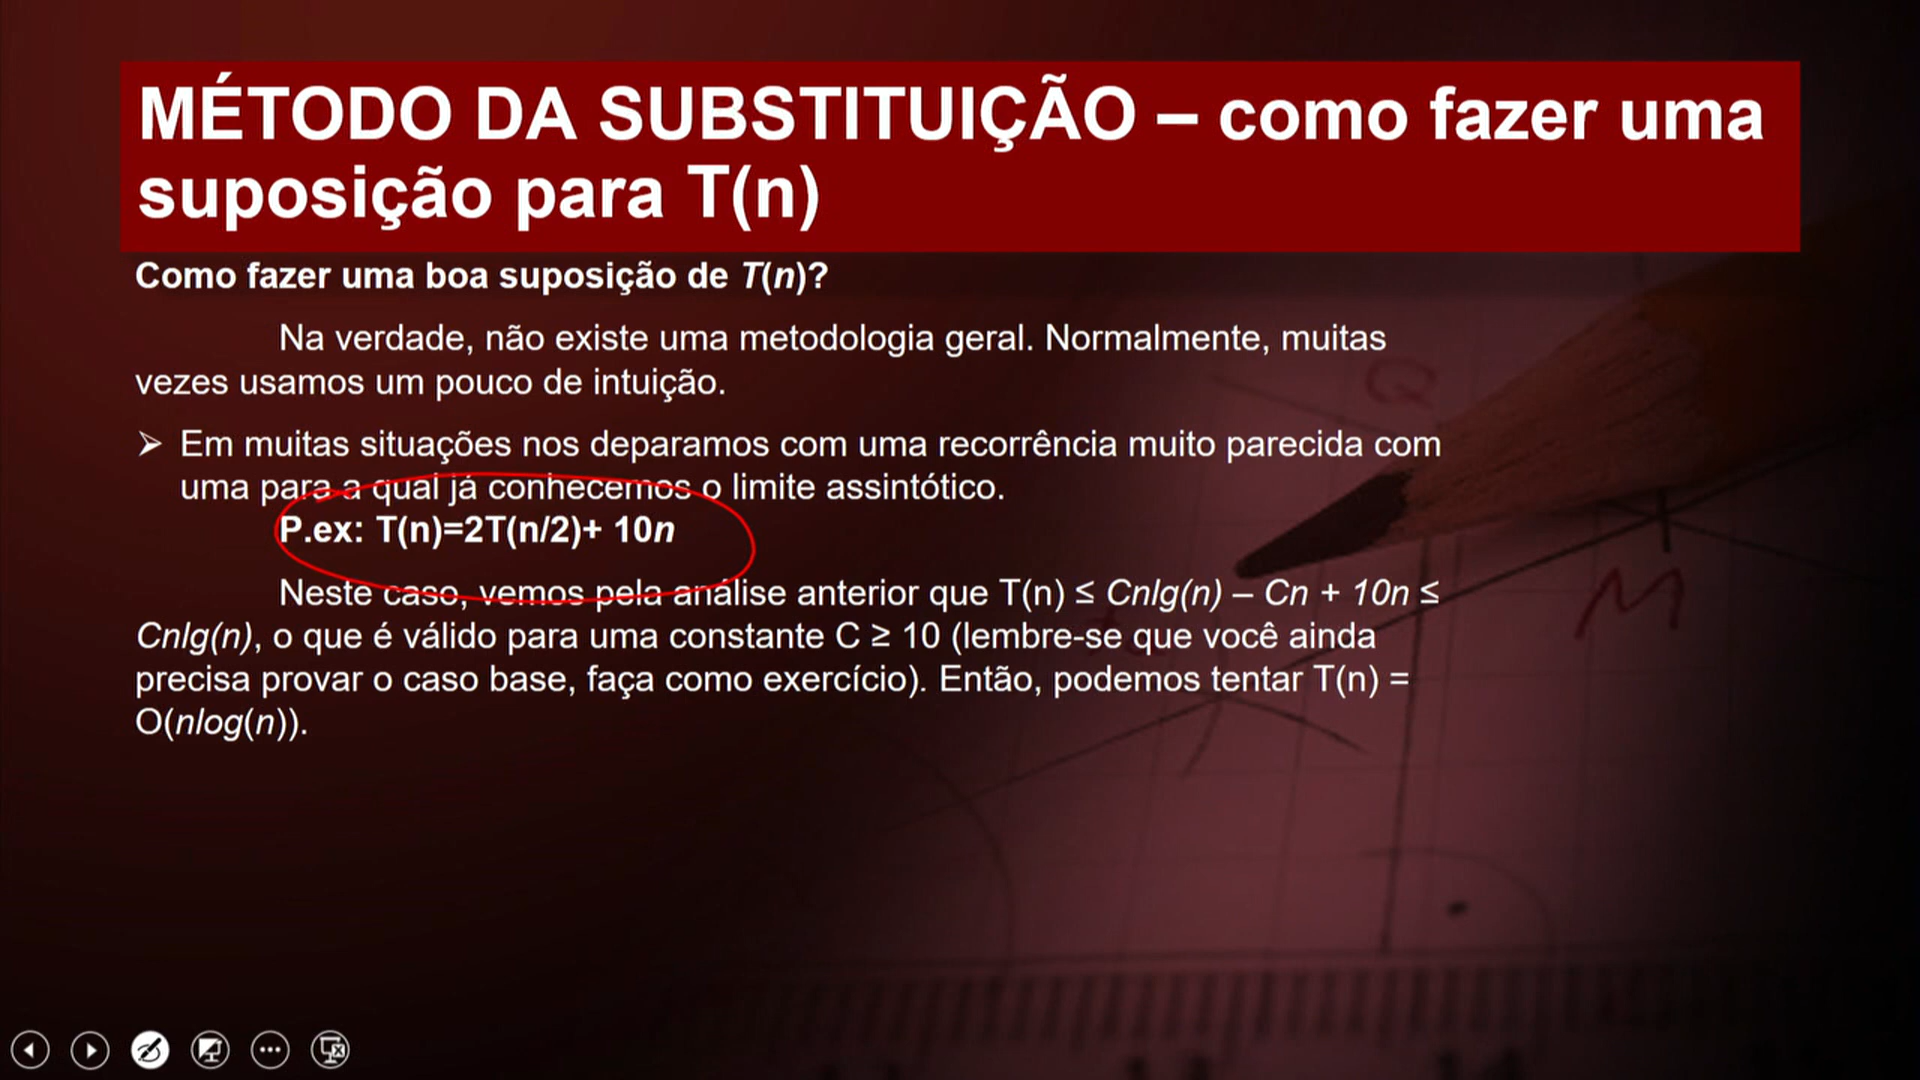 MÉTODO DA SUBSTITUIÇÃO – como fazer uma
suposição para T(n)
Como fazer uma boa suposição de T(n)?
Na verdade, não existe uma metodologia geral. Normalmente, muitas
vezes usamos um pouco de intuição.
➢ Em muitas situações nos deparamos com uma recorrência muito parecida com
uma para a qual já conhecemos o limite assintótico.
P.ex: T(n)=2T(n/2)+ 10n
Neste caso, vemos pela análise anterior que T(n) ≤ Cnlg(n) – Cn + 10n ≤
Cnlg(n), o que é válido para uma constante C ≥ 10 (lembre-se que você ainda
precisa provar o caso base, faça como exercício). Então, podemos tentar T(n) =
O(nlog(n)).
Q
M